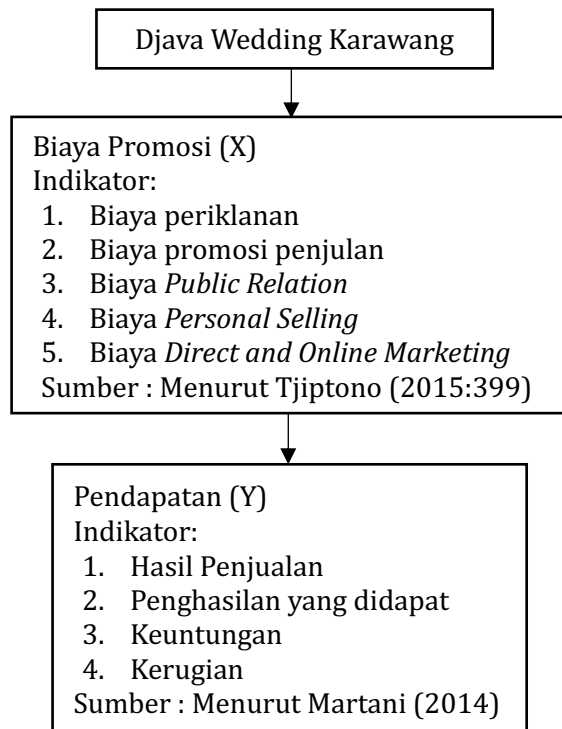 Djava Wedding Karawang
Biaya Promosi (X)
Indikator:
1. Biaya periklanan
2. Biaya promosi penjulan
3. Biaya Public Relation
4. Biaya Personal Selling
5. Biaya Direct and Online Marketing
Sumber : Menurut Tjiptono (2015:399)
Pendapatan (Y)
Indikator:
1. Hasil Penjualan
2. Penghasilan yang didapat
3. Keuntungan
4. Kerugian
Sumber : Menurut Martani (2014)